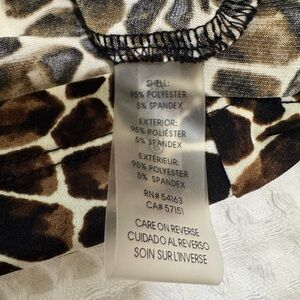 SHELL:
95% POLYESTER
5% SPANDEX
EXTERIOR:
95% POLIÉSTER
5% SPANDEX
EXTÉRIEUR:
95% POLYESTER
5% SPANDEX
RN# 54163
CA# 57151
CARE ON REVERSE
CUIDADO AL REVERSO
SOIN SUR L'INVERSE